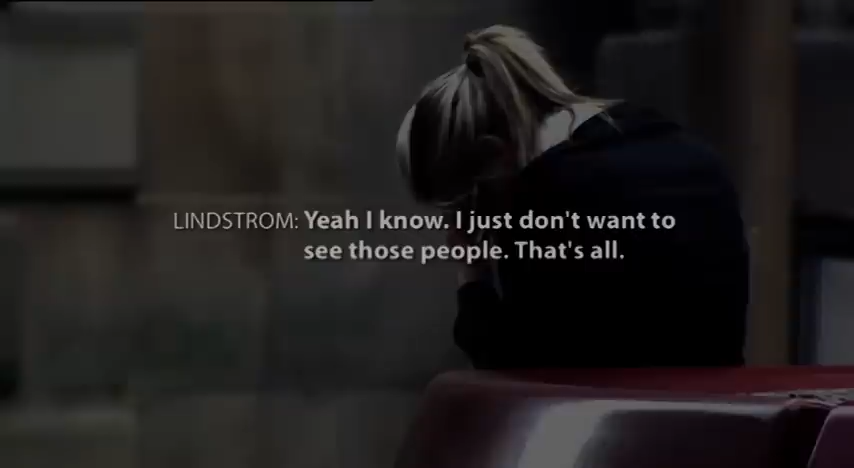 LINDSTROM: Yeah I know. I just don't want to
see those people. That's all.